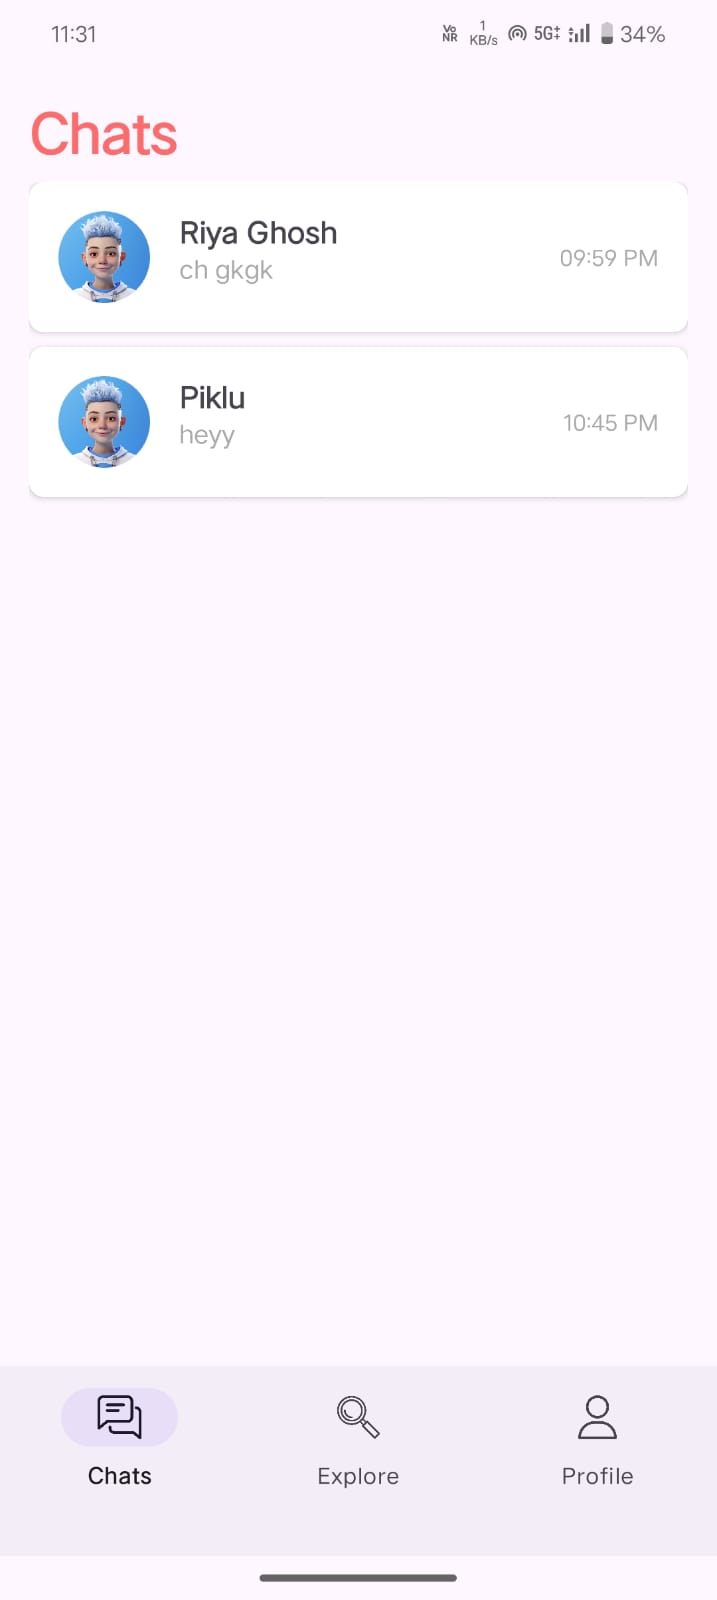 11:31
Vo NR 1 KB/s 5G 34%
Chats
Riya Ghosh
ch gkgk
09:59 PM
Piklu
heyy
10:45 PM
Chats Explore Profile